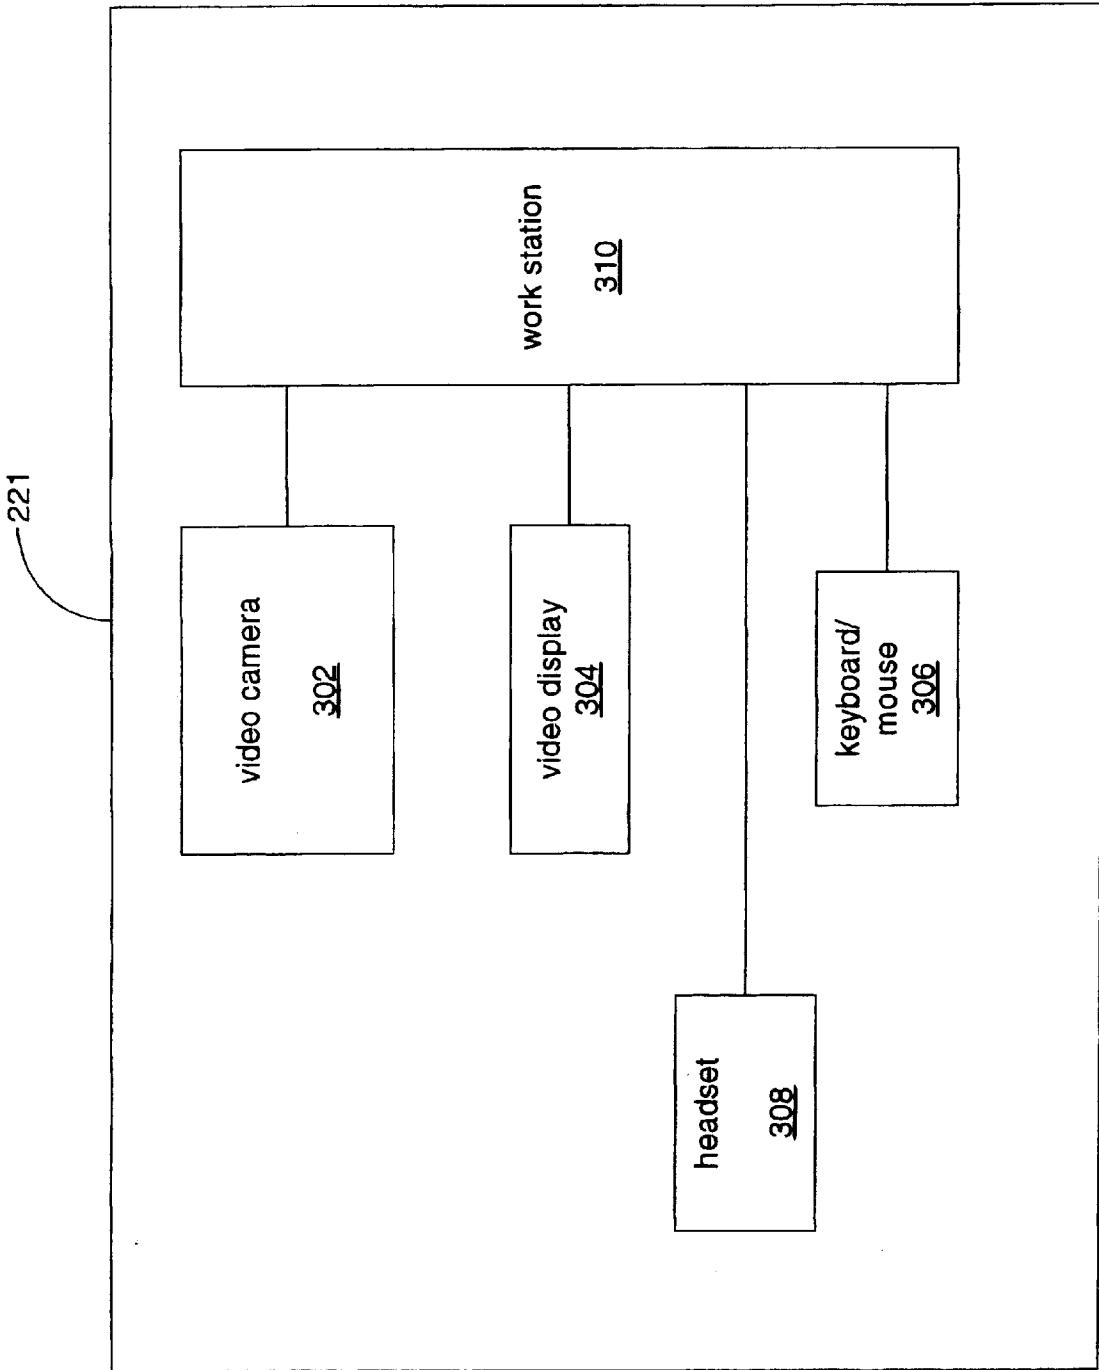 221
work station
310
video camera
302
video display
304
keyboard/
mouse
306
headset
308